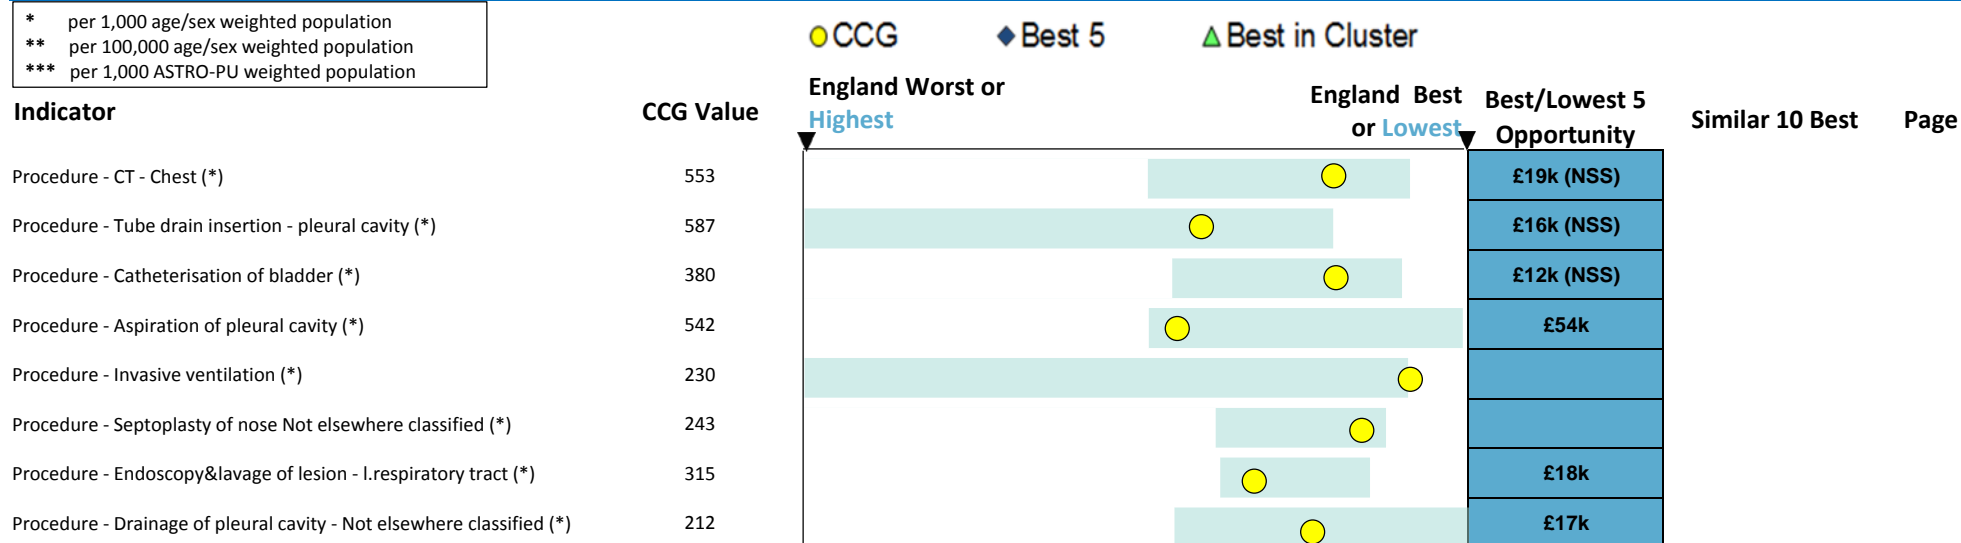 * per 1,000 age/sex weighted population
** per 100,000 age/sex weighted population
*** per 1,000 ASTRO-PU weighted population
CCG Best 5 Best in Cluster
Indicator CCG Value England Worst or Highest England Best or Lowest Best/Lowest 5 Opportunity Similar 10 Best Page
Procedure - CT - Chest (*) 553 £19k (NSS)
Procedure - Tube drain insertion - pleural cavity (*) 587 £16k (NSS)
Procedure - Catheterisation of bladder (*) 380 £12k (NSS)
Procedure - Aspiration of pleural cavity (*) 542 £54k
Procedure - Invasive ventilation (*) 230
Procedure - Septoplasty of nose Not elsewhere classified (*) 243
Procedure - Endoscopy&lavage of lesion - l.respiratory tract (*) 315 £18k
Procedure - Drainage of pleural cavity - Not elsewhere classified (*) 212 £17k